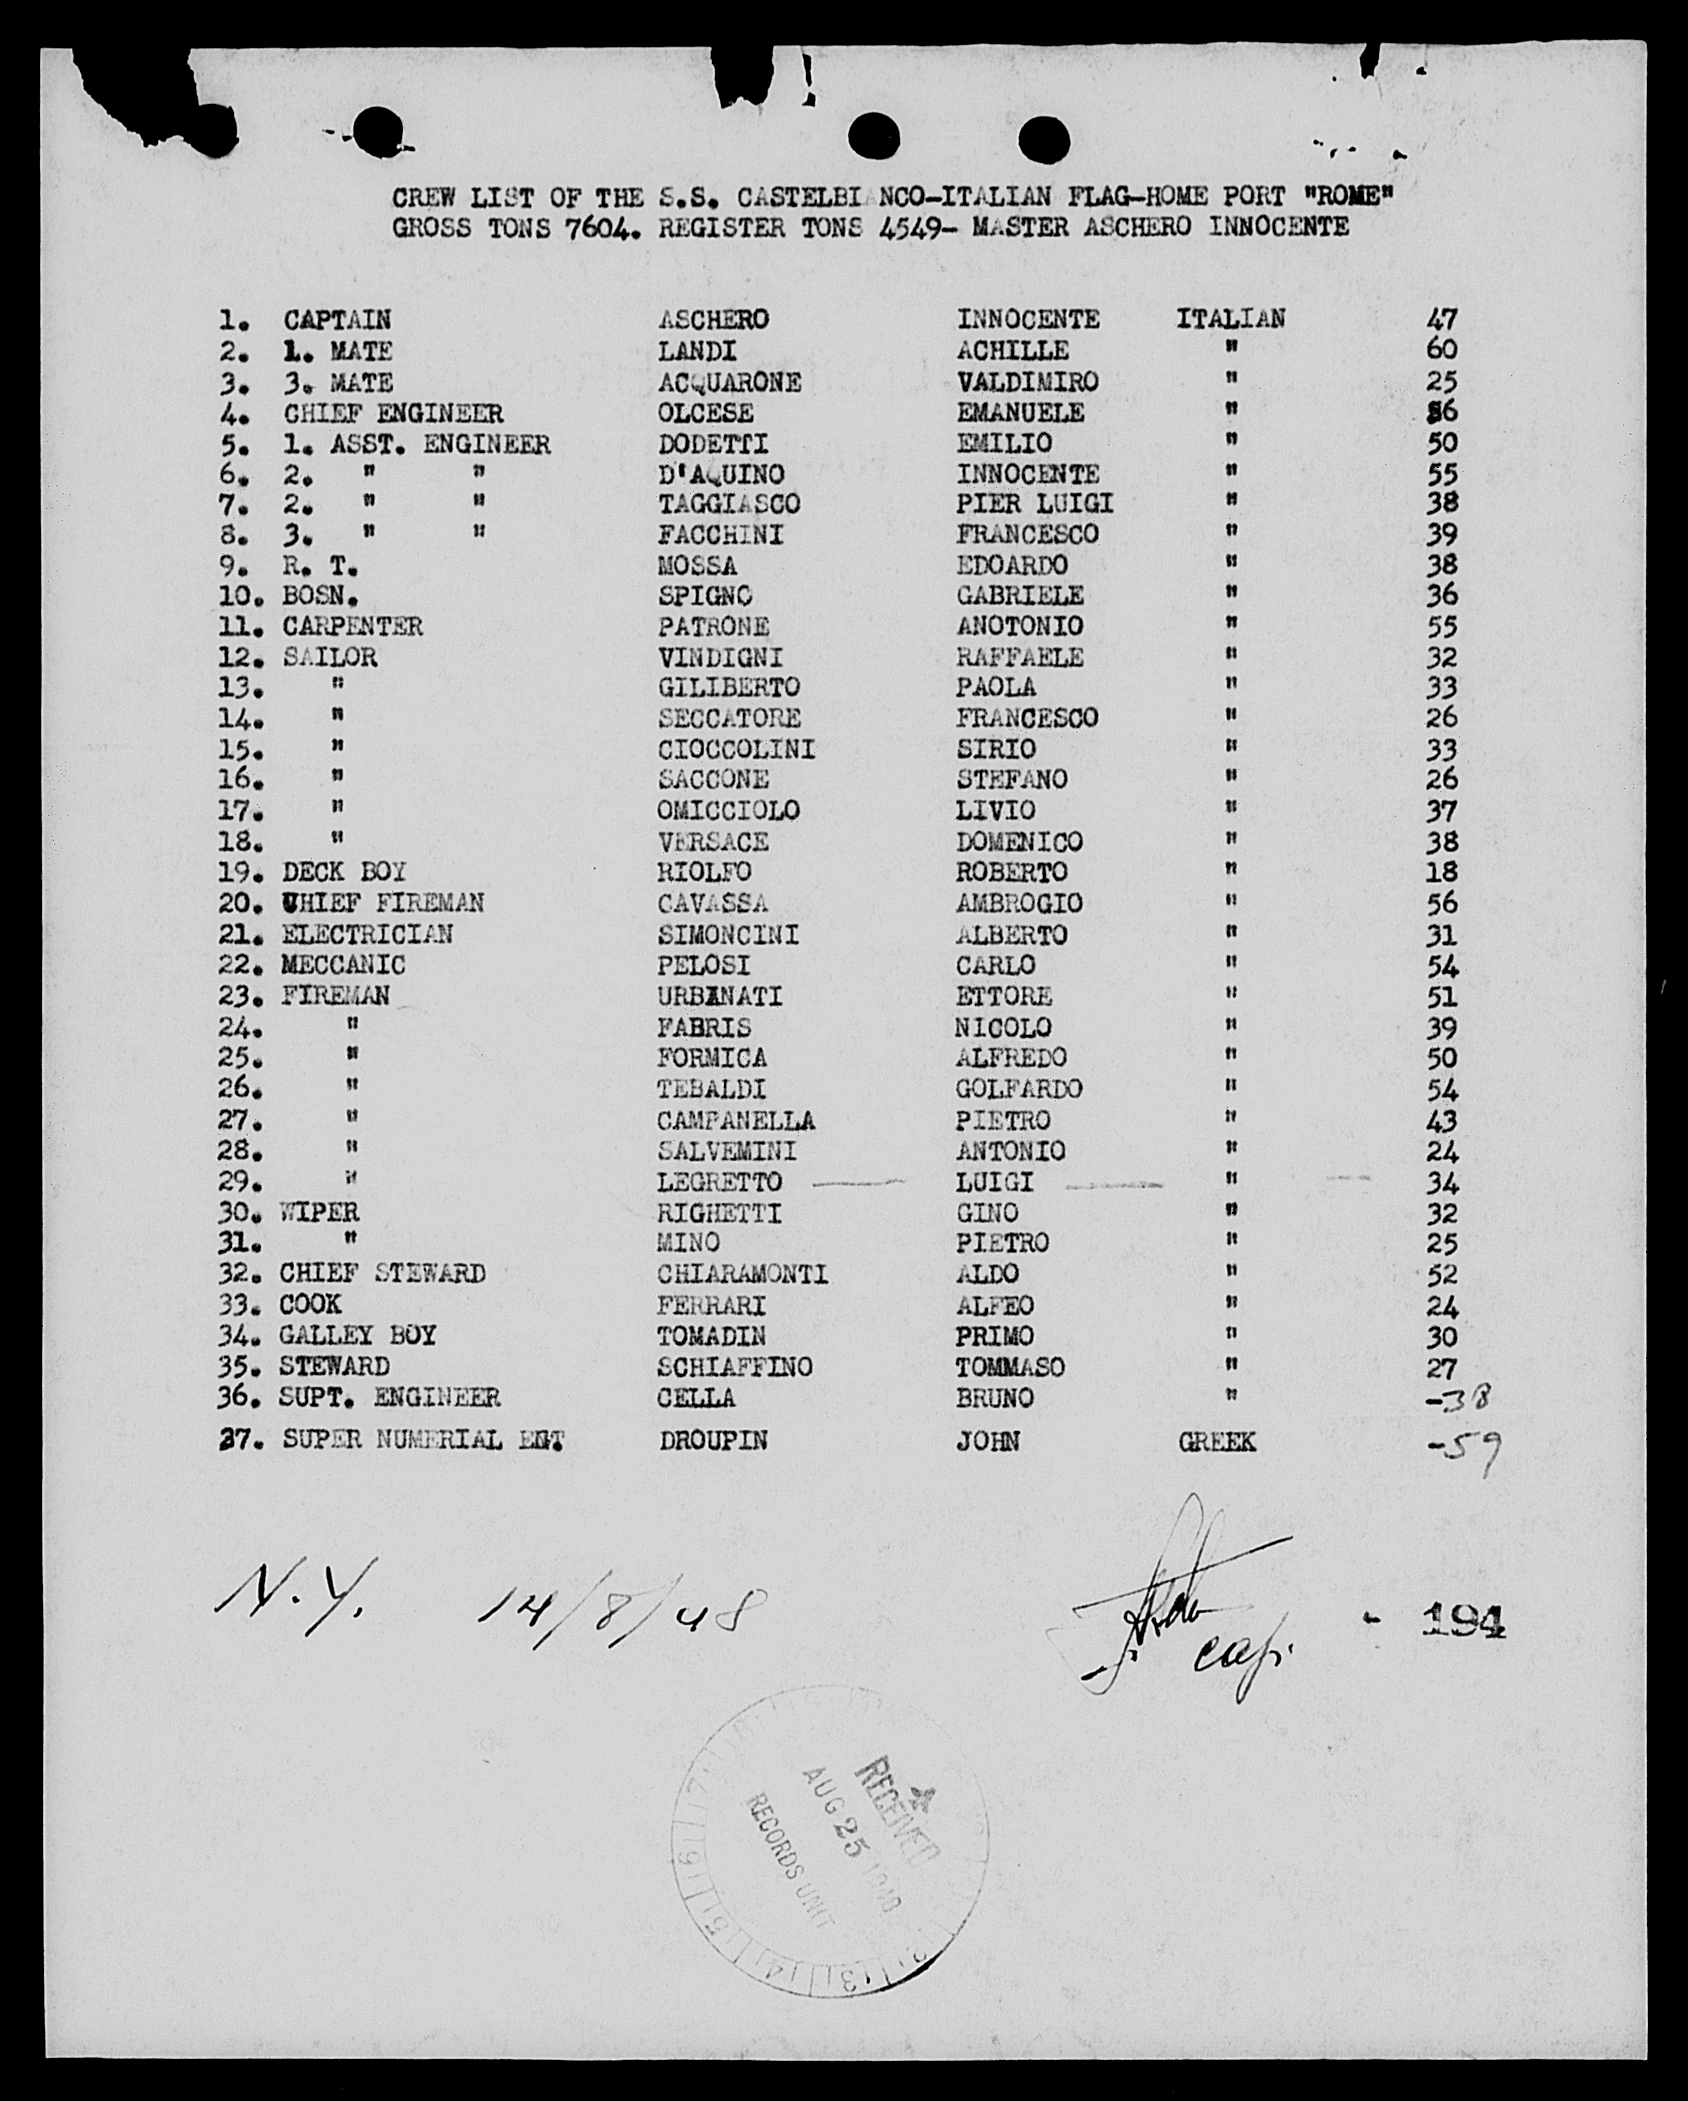 CREW LIST OF THE S.S. CASTELBIANCO-ITALIAN FLAG-HOME PORT "ROME"
GROSS TONS 7604. REGISTER TONS 4549- MASTER ASCHERO INNOCENTE
1. CAPTAIN ASCHERO INNOCENTE ITALIAN 47
2. 1. MATE LANDI ACHILLE " 60
3. 3. MATE ACQUARONE VALDIMIRO " 25
4. CHIEF ENGINEER OLCESE EMANUELE " 56
5. 1. ASST. ENGINEER DODETTI EMILIO " 50
6. 2. " " D'AQUINO INNOCENTE " 55
7. 2. " " TAGGIASCO PIER LUIGI " 38
8. 3. " " FACCHINI FRANCESCO " 39
9. R. T. MOSSA EDOARDO " 38
10. BOSN. SPIGNO GABRIELE " 36
11. CARPENTER PATRONE ANOTONIO " 55
12. SAILOR VINDIGNI RAFFAELE " 32
13. " GILIBERTO PAOLA " 33
14. " SECCATORE FRANCESCO " 26
15. " CIOCCOLINI SIRIO " 33
16. " SACCONE STEFANO " 26
17. " OMICCIOLO LIVIO " 37
18. " VERSACE DOMENICO " 38
19. DECK BOY RIOLFO ROBERTO " 18
20. CHIEF FIREMAN CAVASSA AMBROGIO " 56
21. ELECTRICIAN SIMONCINI ALBERTO " 31
22. MECCANIC PELOSI CARLO " 54
23. FIREMAN URBINATI ETTORE " 51
24. " FABRIS NICOLO " 39
25. " FORMICA ALFREDO " 50
26. " TEBALDI GOLFARDO " 54
27. " CAMPANELLA PIETRO " 43
28. " SALVEMINI ANTONIO " 24
29. " LEGRETTO LUIGI " 34
30. WIPER RIGHETTI GINO " 32
31. " MINO PIETRO " 25
32. CHIEF STEWARD CHIARAMONTI ALDO " 52
33. COOK FERRARI ALFEO " 24
34. GALLEY BOY TOMADIN PRIMO " 30
35. STEWARD SCHIAFFINO TOMMASO " 27
36. SUPT. ENGINEER CELLA BRUNO " -38
37. SUPER NUMERIAL ENT DROUPIN JOHN GREEK -59
N.Y. 14/8/48
- 194
RECEIVED
AUG 25
RECORDS UNIT